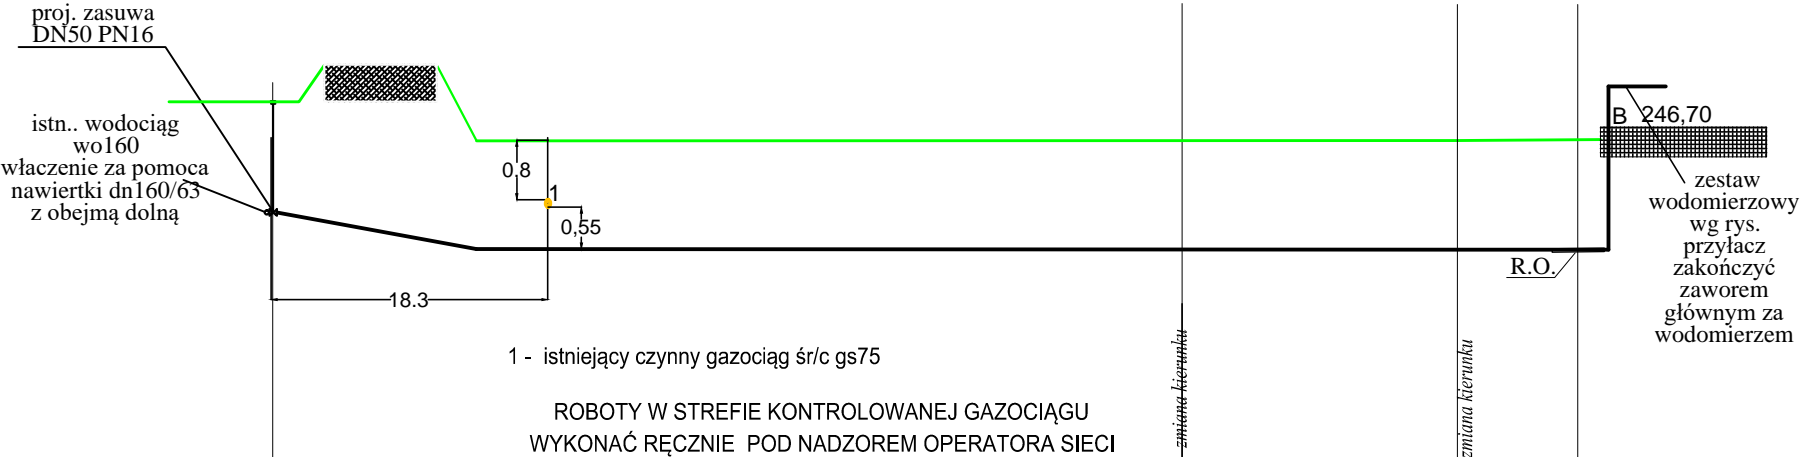 proj. zasuwa
DN50 PN16
istn.. wodociąg
wo160
włączenie za pomoca
nawiertki dn160/63
z obejmą dolną
0.8
1
0,55
18.3
B 246,70
zestaw
wodomierzowy
wg rys.
przyłacz
zakończyć
zaworem
głównym za
wodomierzem
R.O.
zmiana kierunku
zmiana kierunku
1 - istniejący czynny gazociąg śr/c gs75
ROBOTY W STREFIE KONTROLOWANEJ GAZOCIĄGU
WYKONAĆ RĘCZNIE POD NADZOREM OPERATORA SIECI